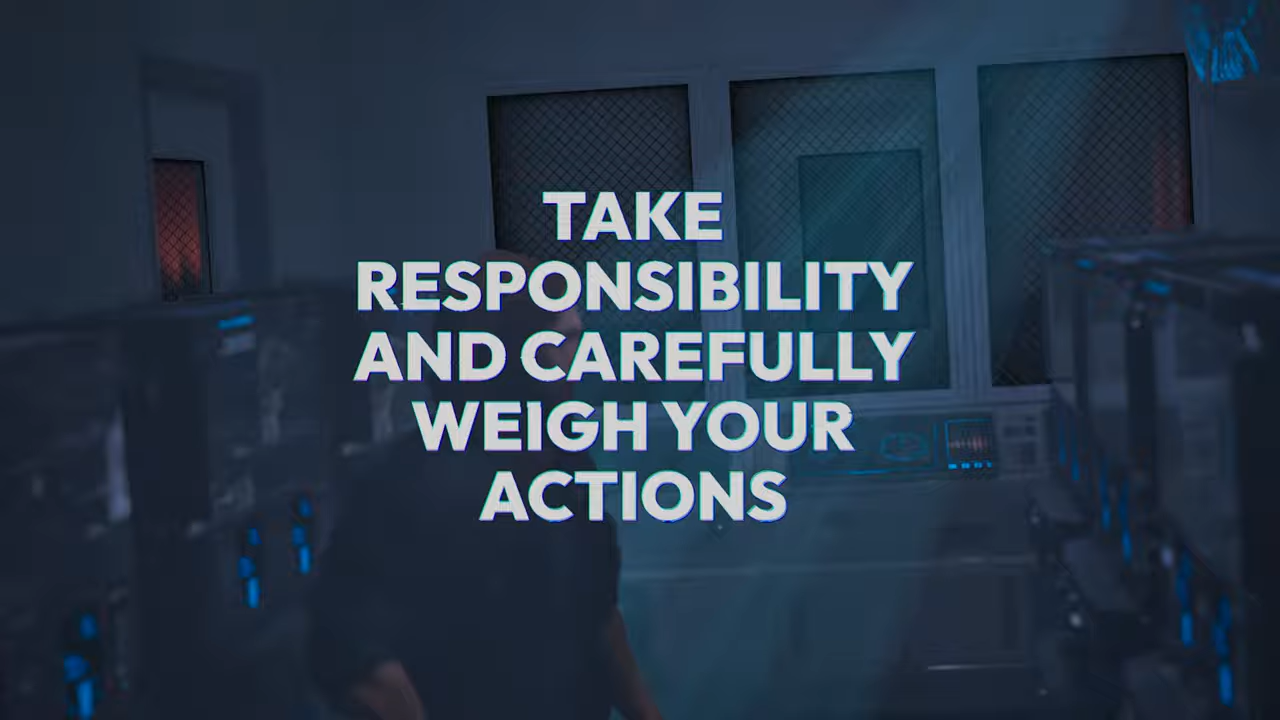 TAKE
RESPONSIBILITY
AND CAREFULLY
WEIGH YOUR
ACTIONS